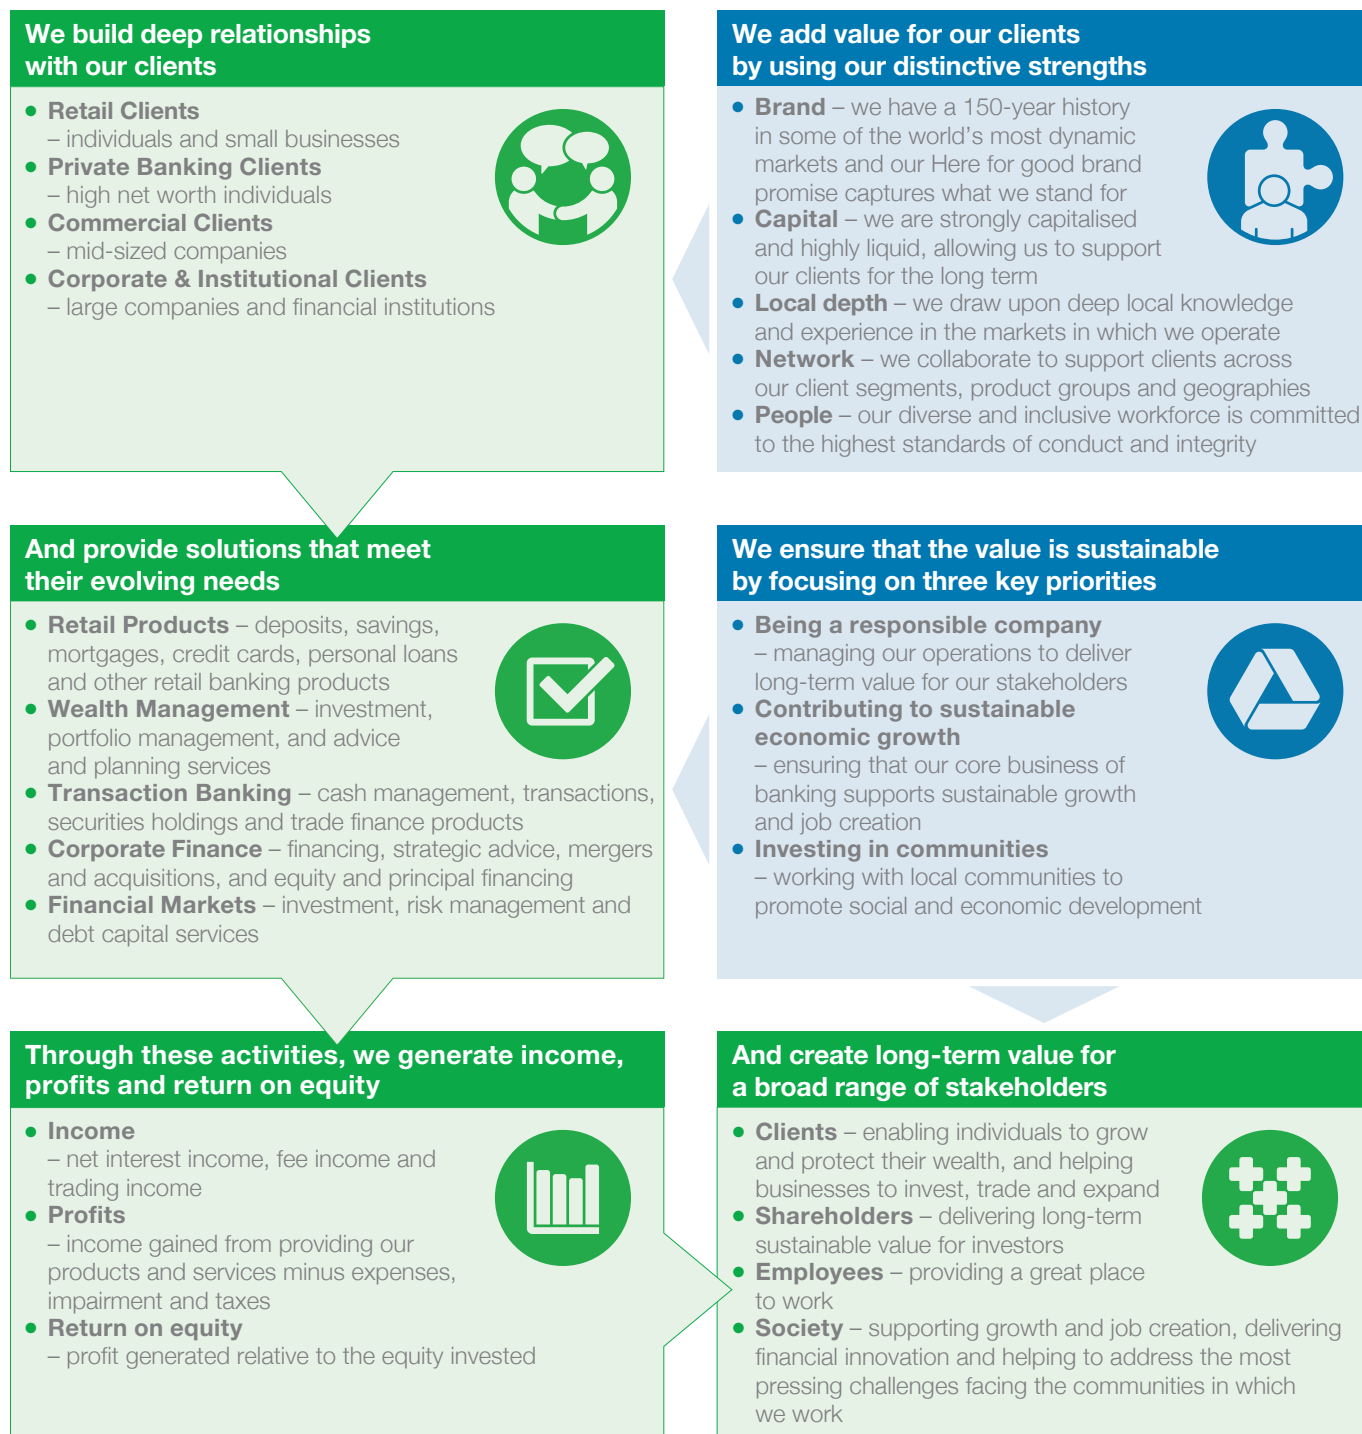 We build deep relationships
with our clients
• Retail Clients
– individuals and small businesses
• Private Banking Clients
– high net worth individuals
• Commercial Clients
– mid-sized companies
• Corporate & Institutional Clients
– large companies and financial institutions
We add value for our clients
by using our distinctive strengths
• Brand – we have a 150-year history
in some of the world's most dynamic
markets and our Here for good brand
promise captures what we stand for
• Capital – we are strongly capitalised
and highly liquid, allowing us to support
our clients for the long term
• Local depth – we draw upon deep local knowledge
and experience in the markets in which we operate
• Network – we collaborate to support clients across
our client segments, product groups and geographies
• People – our diverse and inclusive workforce is committed
to the highest standards of conduct and integrity
And provide solutions that meet
their evolving needs
• Retail Products – deposits, savings,
mortgages, credit cards, personal loans
and other retail banking products
• Wealth Management – investment,
portfolio management, and advice
and planning services
• Transaction Banking – cash management, transactions,
securities holdings and trade finance products
• Corporate Finance – financing, strategic advice, mergers
and acquisitions, and equity and principal financing
• Financial Markets – investment, risk management and
debt capital services
We ensure that the value is sustainable
by focusing on three key priorities
• Being a responsible company
– managing our operations to deliver
long-term value for our stakeholders
• Contributing to sustainable
economic growth
– ensuring that our core business of
banking supports sustainable growth
and job creation
• Investing in communities
– working with local communities to
promote social and economic development
Through these activities, we generate income,
profits and return on equity
• Income
– net interest income, fee income and
trading income
• Profits
– income gained from providing our
products and services minus expenses,
impairment and taxes
• Return on equity
– profit generated relative to the equity invested
And create long-term value for
a broad range of stakeholders
• Clients – enabling individuals to grow
and protect their wealth, and helping
businesses to invest, trade and expand
• Shareholders – delivering long-term
sustainable value for investors
• Employees – providing a great place
to work
• Society – supporting growth and job creation, delivering
financial innovation and helping to address the most
pressing challenges facing the communities in which
we work